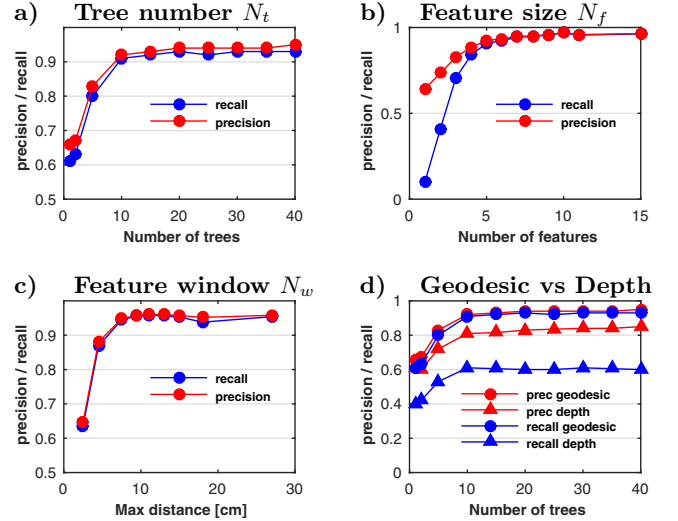 a) Tree number N_t
precision / recall
0.9
0.8
0.7
0.6
0.5
recall
precision
0 10 20 30 40
Number of trees
b) Feature size N_f
precision / recall
1
0.5
0
recall
precision
0 5 10 15
Number of features
c) Feature window N_w
precision / recall
1
0.9
0.8
0.7
0.6
0.5
recall
precision
0 10 20 30
Max distance [cm]
d) Geodesic vs Depth
precision / recall
1
0.8
0.6
0.4
0.2
0
prec geodesic
prec depth
recall geodesic
recall depth
0 10 20 30 40
Number of trees